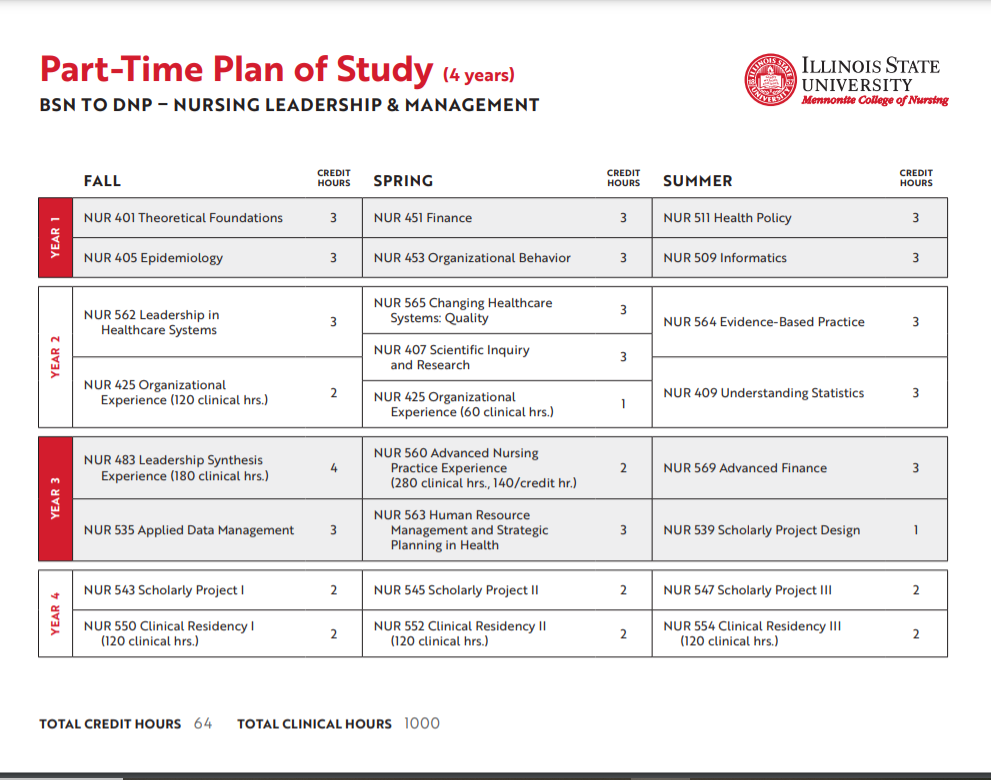 Part-Time Plan of Study (4 years)
BSN TO DNP – NURSING LEADERSHIP & MANAGEMENT
ILLINOIS STATE
UNIVERSITY
Mennonite College of Nursing
FALL CREDIT HOURS SPRING CREDIT HOURS SUMMER CREDIT HOURS
YEAR 1
NUR 401 Theoretical Foundations 3 NUR 451 Finance 3 NUR 511 Health Policy 3
NUR 405 Epidemiology 3 NUR 453 Organizational Behavior 3 NUR 509 Informatics 3
YEAR 2
NUR 562 Leadership in
Healthcare Systems 3
NUR 425 Organizational
Experience (120 clinical hrs.) 2
NUR 565 Changing Healthcare
Systems: Quality 3
NUR 407 Scientific Inquiry
and Research 3
NUR 425 Organizational
Experience (60 clinical hrs.) 1
NUR 564 Evidence-Based Practice 3
NUR 409 Understanding Statistics 3
YEAR 3
NUR 483 Leadership Synthesis
Experience (180 clinical hrs.) 4
NUR 535 Applied Data Management 3
NUR 560 Advanced Nursing
Practice Experience
(280 clinical hrs., 140/credit hr.) 2
NUR 563 Human Resource
Management and Strategic
Planning in Health 3
NUR 569 Advanced Finance 3
NUR 539 Scholarly Project Design 1
YEAR 4
NUR 543 Scholarly Project I 2 NUR 545 Scholarly Project II 2 NUR 547 Scholarly Project III 2
NUR 550 Clinical Residency I
(120 clinical hrs.) 2
NUR 552 Clinical Residency II
(120 clinical hrs.) 2
NUR 554 Clinical Residency III
(120 clinical hrs.) 2
TOTAL CREDIT HOURS 64 TOTAL CLINICAL HOURS 1000